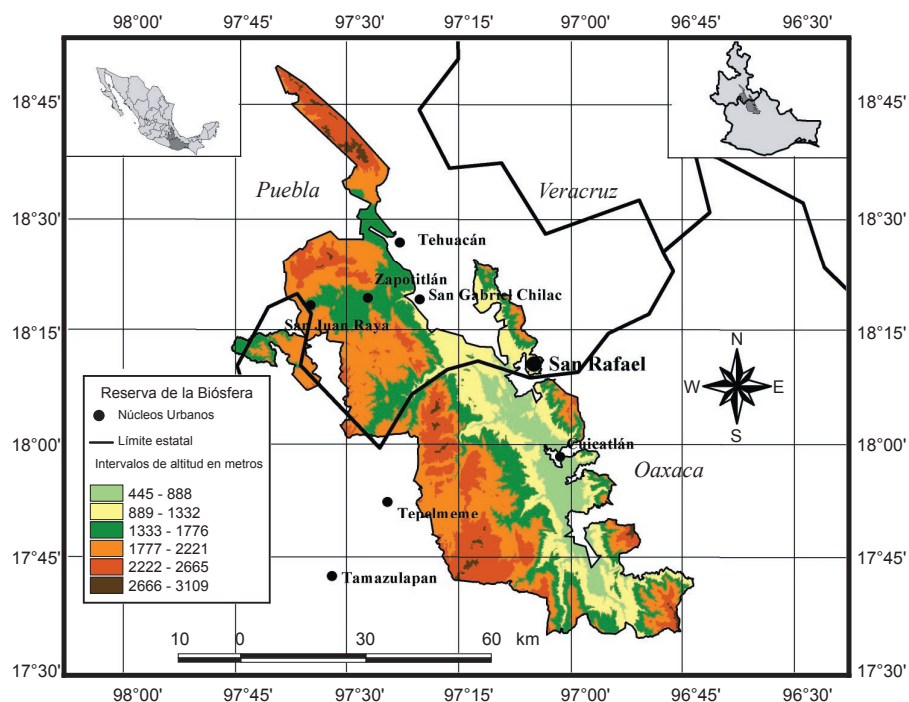 98°00' 97°45' 97°30' 97°15' 97°00' 96°45' 96°30'
18°45' 18°45'
Puebla Veracruz
18°30' 18°30'
Tehuacán
Zapotitlán
San Gabriel Chilac
San Juan Raya
18°15' 18°15'
San Rafael
N
W E
S
Reserva de la Biósfera
Núcleos Urbanos
Límite estatal
Intervalos de altitud en metros
445 - 888
889 - 1332
1333 - 1776
1777 - 2221
2222 - 2665
2666 - 3109
18°00' 18°00'
Cuicatlán
Oaxaca
Tepelmeme
17°45' 17°45'
Tamazulapan
10 0 30 60 km
17°30' 17°30'
98°00' 97°45' 97°30' 97°15' 97°00' 96°45' 96°30'